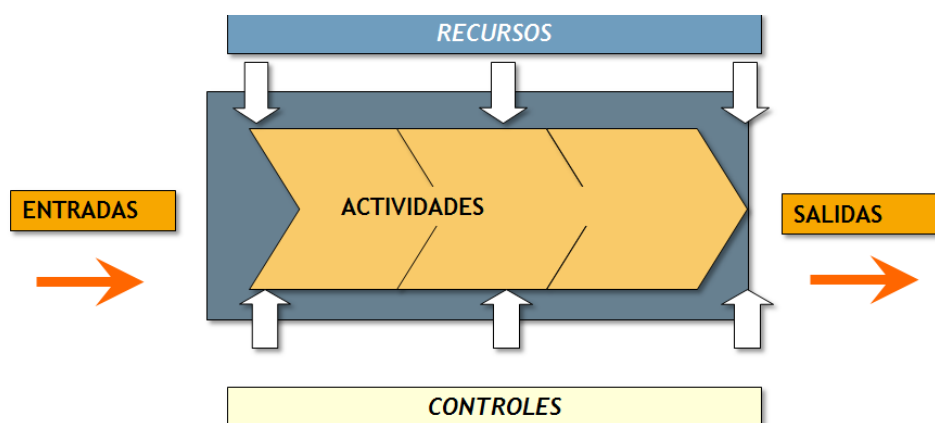 RECURSOS
ENTRADAS
ACTIVIDADES
SALIDAS
CONTROLES